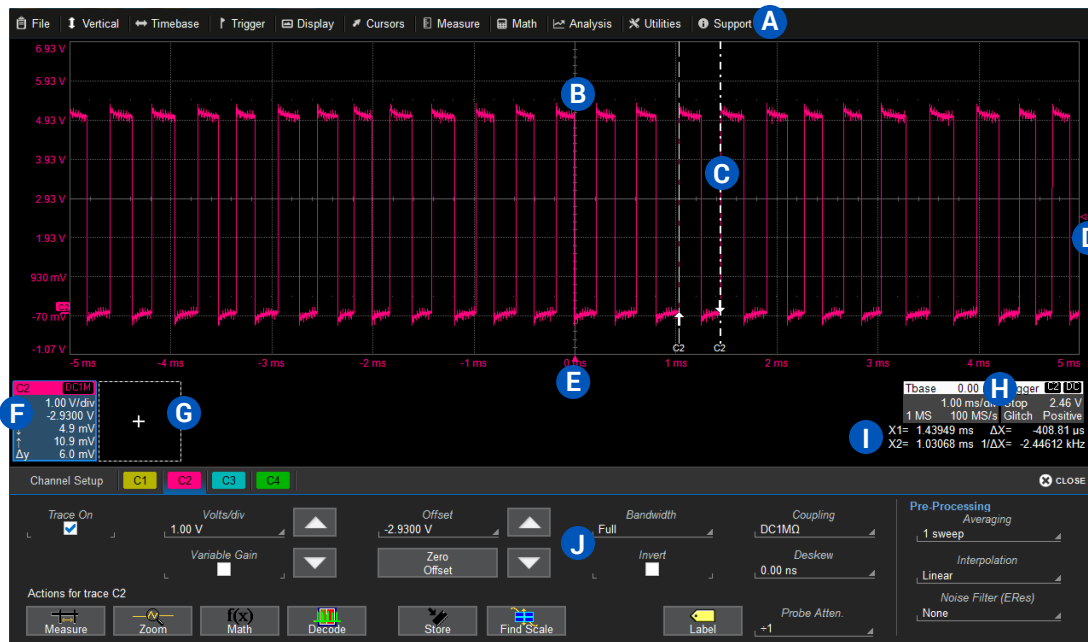 File Vertical Timebase Trigger Display Cursors Measure Math Analysis Utilities Support A
6.93 V
5.93 V
B
4.93 V
3.93 V
C
2.93 V
1.93 V
D
930 mV
C2
-70 mV
-1.07 V
C2 C2
-5 ms -4 ms -3 ms -2 ms -1 ms 0 ms 1 ms 2 ms 3 ms 4 ms 5 ms
E
C2 DC1M
F
1.00 V/div
-2.9300 V
↓ 4.9 mV
↑ 10.9 mV
Δy 6.0 mV
+
G
Tbase 0.00 H gger C2 DC
1.00 ms/di Stop 2.46 V
1 MS 100 MS/s Glitch Positive
I
X1= 1.43949 ms ΔX= -408.81 µs
X2= 1.03068 ms 1/ΔX= -2.44612 kHz
Channel Setup C1 C2 C3 C4 CLOSE
Trace On Volts/div Offset Bandwidth Coupling
1.00 V -2.9300 V Full DC1MΩ
J
Variable Gain Zero Offset Invert Deskew
0.00 ns
Pre-Processing
Averaging
1 sweep
Interpolation
Linear
Noise Filter (ERes)
None
Actions for trace C2
Measure Zoom f(x) Math Decode Store Find Scale Label
Probe Atten.
÷1